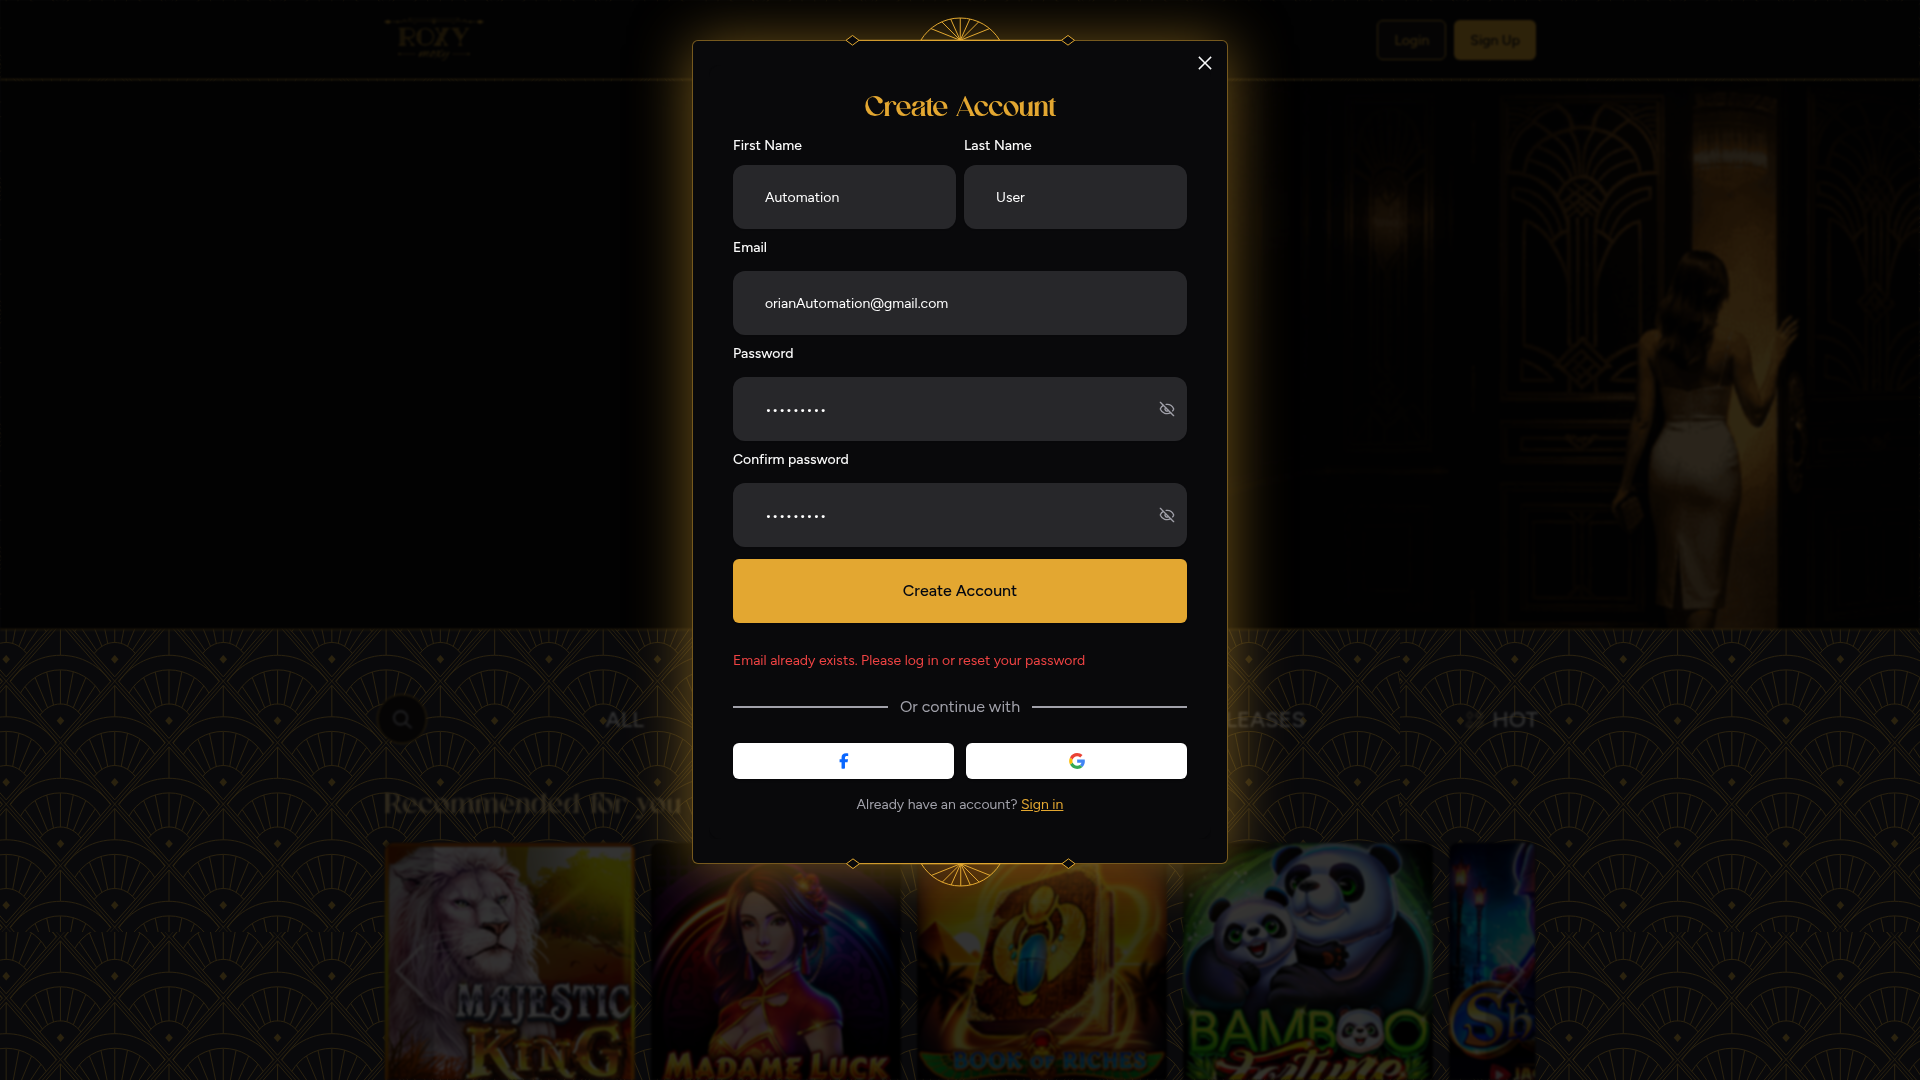 ROXY
Login
Sign Up
Create Account
First Name
Last Name
Automation
User
Email
orianAutomation@gmail.com
Password
•••••••••
Confirm password
•••••••••
Create Account
Email already exists. Please log in or reset your password
Or continue with
Already have an account? Sign in
ALL
LEASES
HOT
Recommended for you
MAJESTIC
KING
MADAME LUCK
BOOK OF RICHES
BAMBOO
Fortune
Sh
JA